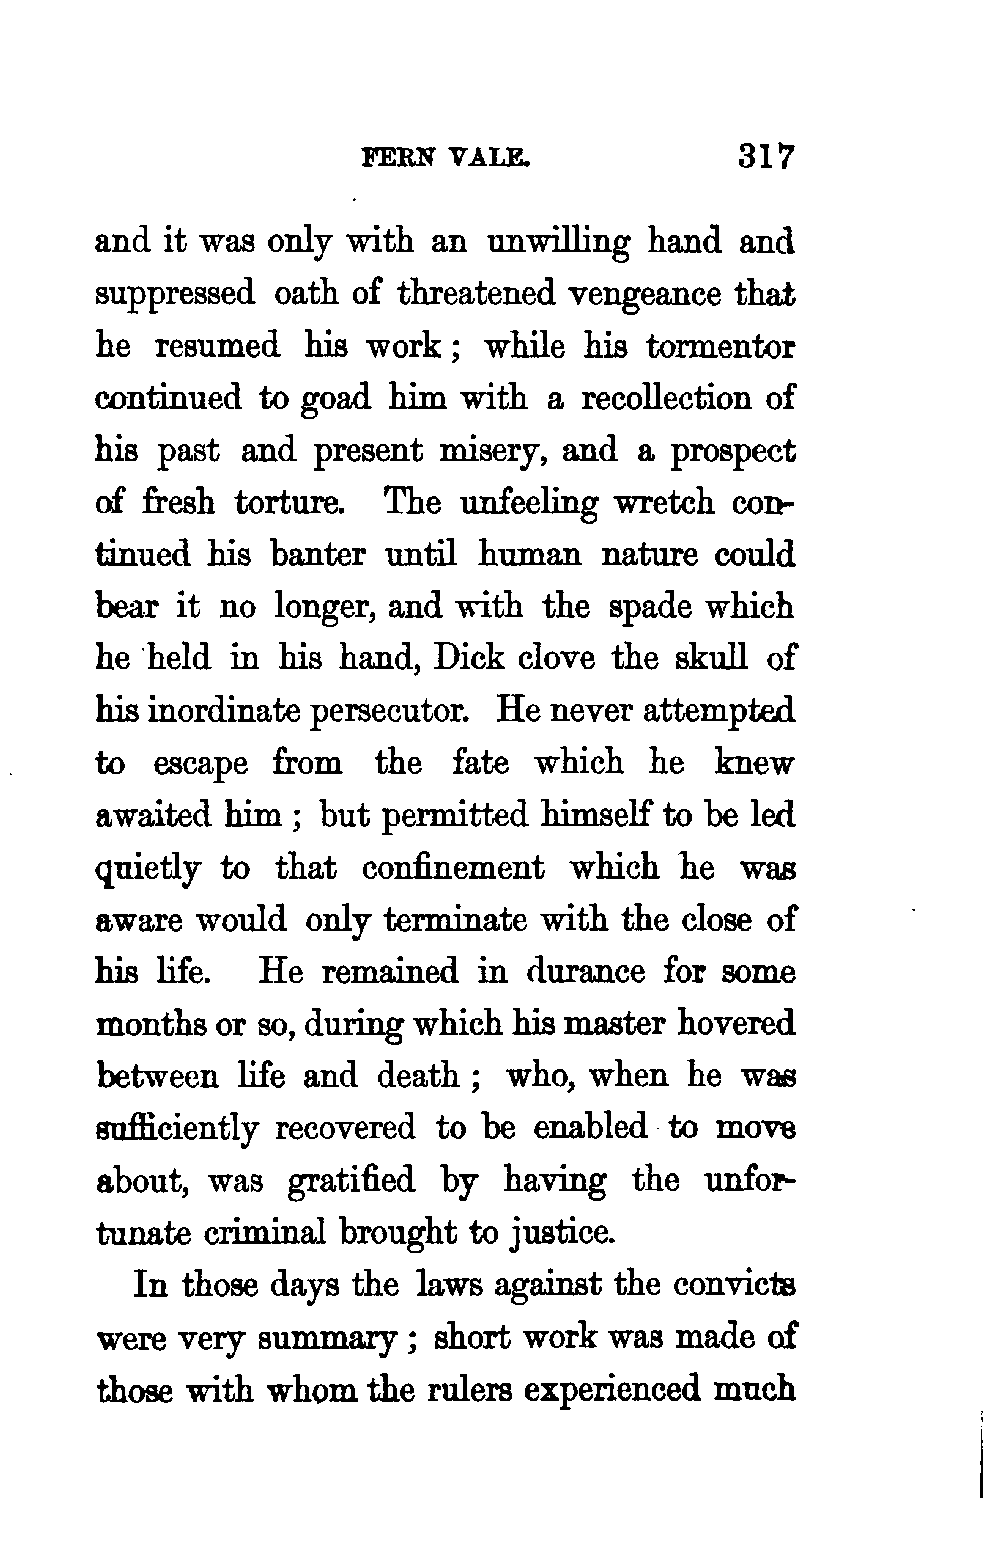 FERN VALE. 317
and it was only with an unwilling hand and
suppressed oath of threatened vengeance that
he resumed his work ; while his tormentor
continued to goad him with a recollection of
his past and present misery, and a prospect
of fresh torture. The unfeeling wretch con-
tinued his banter until human nature could
bear it no longer, and with the spade which
he held in his hand, Dick clove the skull of
his inordinate persecutor. He never attempted
to escape from the fate which he knew
awaited him ; but permitted himself to be led
quietly to that confinement which he was
aware would only terminate with the close of
his life. He remained in durance for some
months or so, during which his master hovered
between life and death ; who, when he was
sufficiently recovered to be enabled to move
about, was gratified by having the unfor-
tunate criminal brought to justice.
In those days the laws against the convicts
were very summary ; short work was made of
those with whom the rulers experienced much